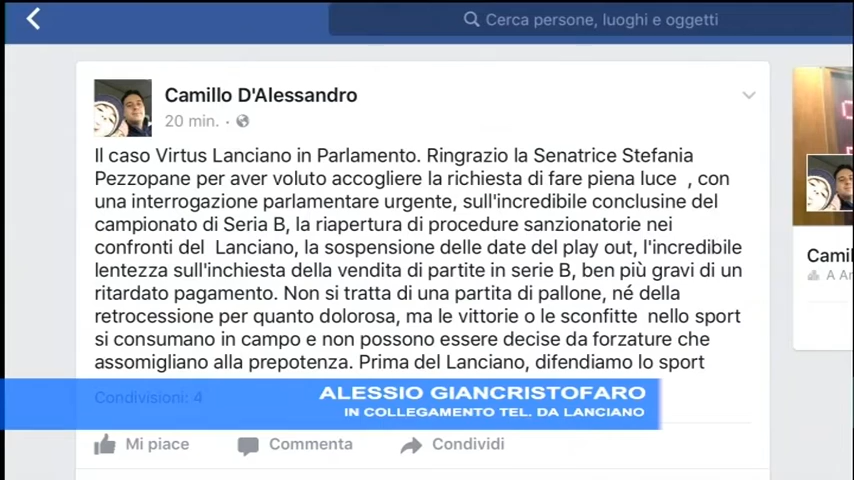 Cerca persone, luoghi e oggetti
Camillo D'Alessandro
20 min. ·
Il caso Virtus Lanciano in Parlamento. Ringrazio la Senatrice Stefania
Pezzopane per aver voluto accogliere la richiesta di fare piena luce , con
una interrogazione parlamentare urgente, sull'incredibile conclusine del
campionato di Seria B, la riapertura di procedure sanzionatorie nei
confronti del Lanciano, la sospensione delle date del play out, l'incredibile
lentezza sull'inchiesta della vendita di partite in serie B, ben più gravi di un
ritardato pagamento. Non si tratta di una partita di pallone, né della
retrocessione per quanto dolorosa, ma le vittorie o le sconfitte nello sport
si consumano in campo e non possono essere decise da forzature che
assomigliano alla prepotenza. Prima del Lanciano, difendiamo lo sport
Condivisioni: 4
ALESSIO GIANCRISTOFARO
IN COLLEGAMENTO TEL. DA LANCIANO
Mi piace
Commenta
Condividi
Camil
A Ar